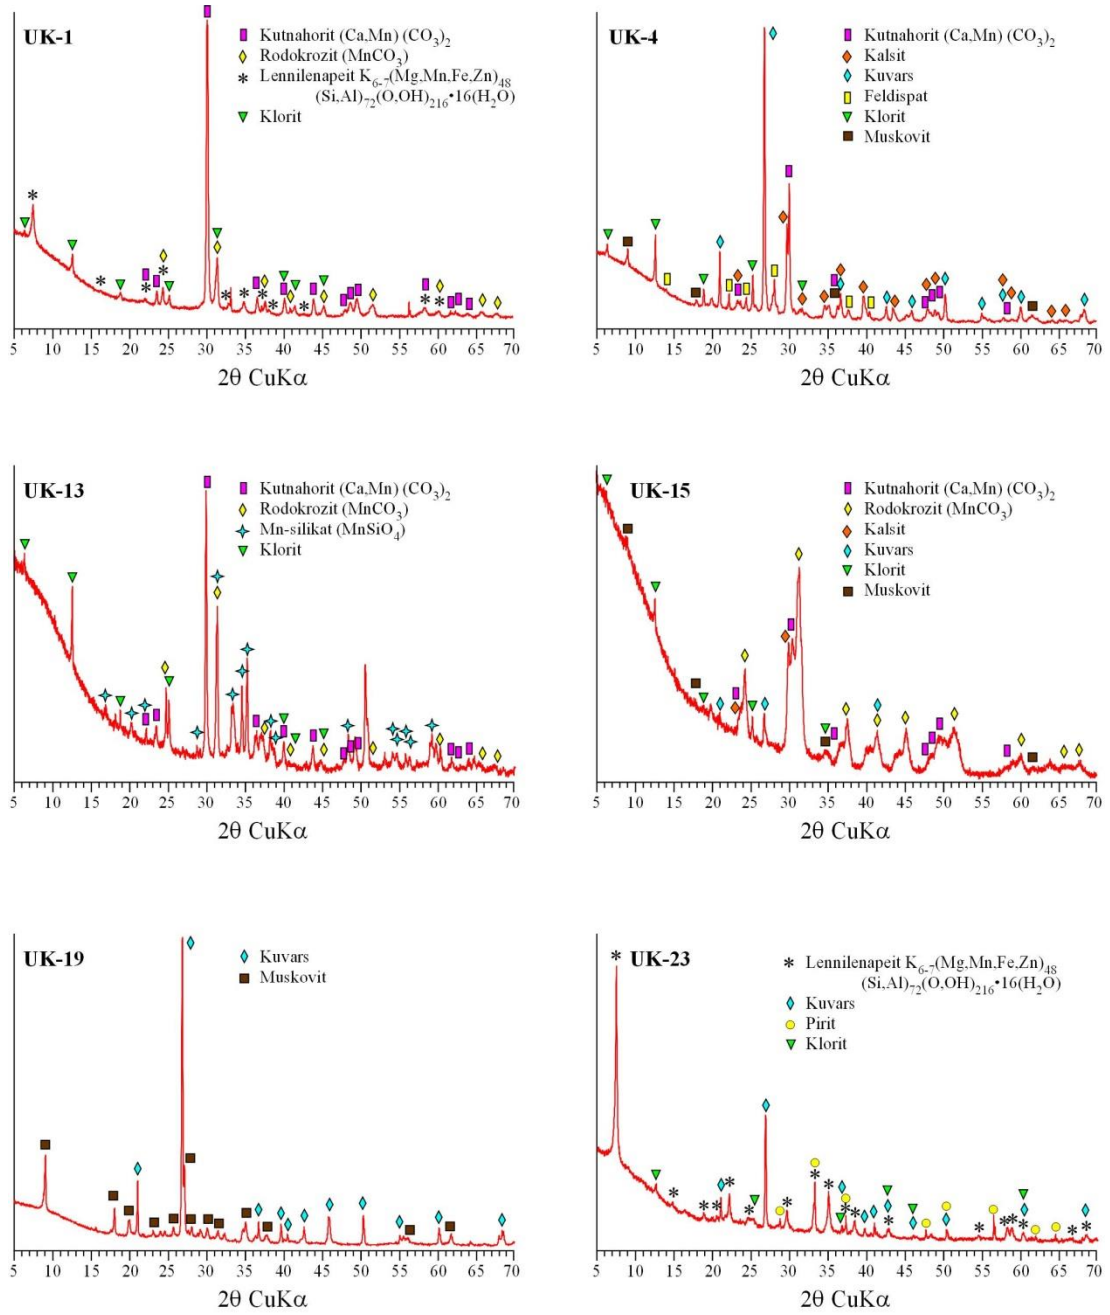 UK-1
Kutnahorit (Ca,Mn) (CO₃)₂
Rodokrozit (MnCO₃)
Lennilenapeit K₆₋₇(Mg,Mn,Fe,Zn)₄₈
(Si,Al)₇₂(O,OH)₂₁₆•16(H₂O)
Klorit
5 10 15 20 25 30 35 40 45 50 55 60 65 70
2θ CuKα
UK-4
Kutnahorit (Ca,Mn) (CO₃)₂
Kalsit
Kuvars
Feldispat
Klorit
Muskovit
5 10 15 20 25 30 35 40 45 50 55 60 65 70
2θ CuKα
UK-13
Kutnahorit (Ca,Mn) (CO₃)₂
Rodokrozit (MnCO₃)
Mn-silikat (MnSiO₄)
Klorit
5 10 15 20 25 30 35 40 45 50 55 60 65 70
2θ CuKα
UK-15
Kutnahorit (Ca,Mn) (CO₃)₂
Rodokrozit (MnCO₃)
Kalsit
Kuvars
Klorit
Muskovit
5 10 15 20 25 30 35 40 45 50 55 60 65 70
2θ CuKα
UK-19
Kuvars
Muskovit
5 10 15 20 25 30 35 40 45 50 55 60 65 70
2θ CuKα
UK-23
Lennilenapeit K₆₋₇(Mg,Mn,Fe,Zn)₄₈
(Si,Al)₇₂(O,OH)₂₁₆•16(H₂O)
Kuvars
Pirit
Klorit
5 10 15 20 25 30 35 40 45 50 55 60 65 70
2θ CuKα